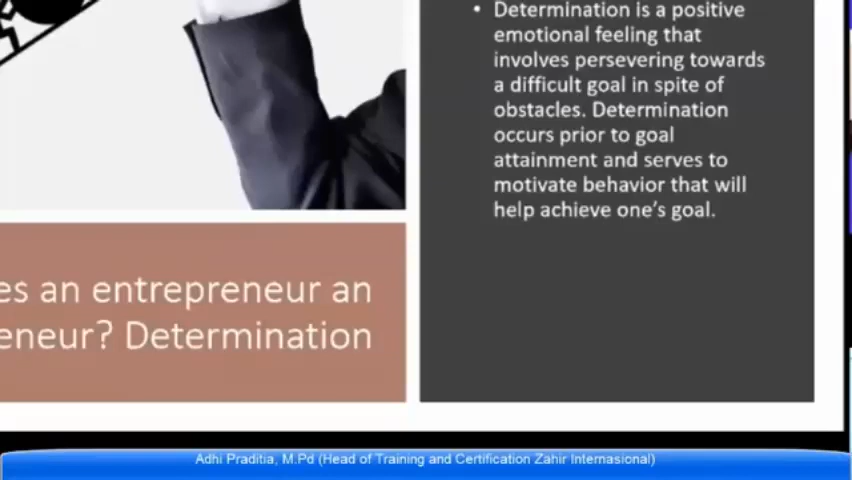 • Determination is a positive
emotional feeling that
involves persevering towards
a difficult goal in spite of
obstacles. Determination
occurs prior to goal
attainment and serves to
motivate behavior that will
help achieve one's goal.
es an entrepreneur an
eneur? Determination
Adhi Praditia, M.Pd (Head of Training and Certification Zahir Internasional)